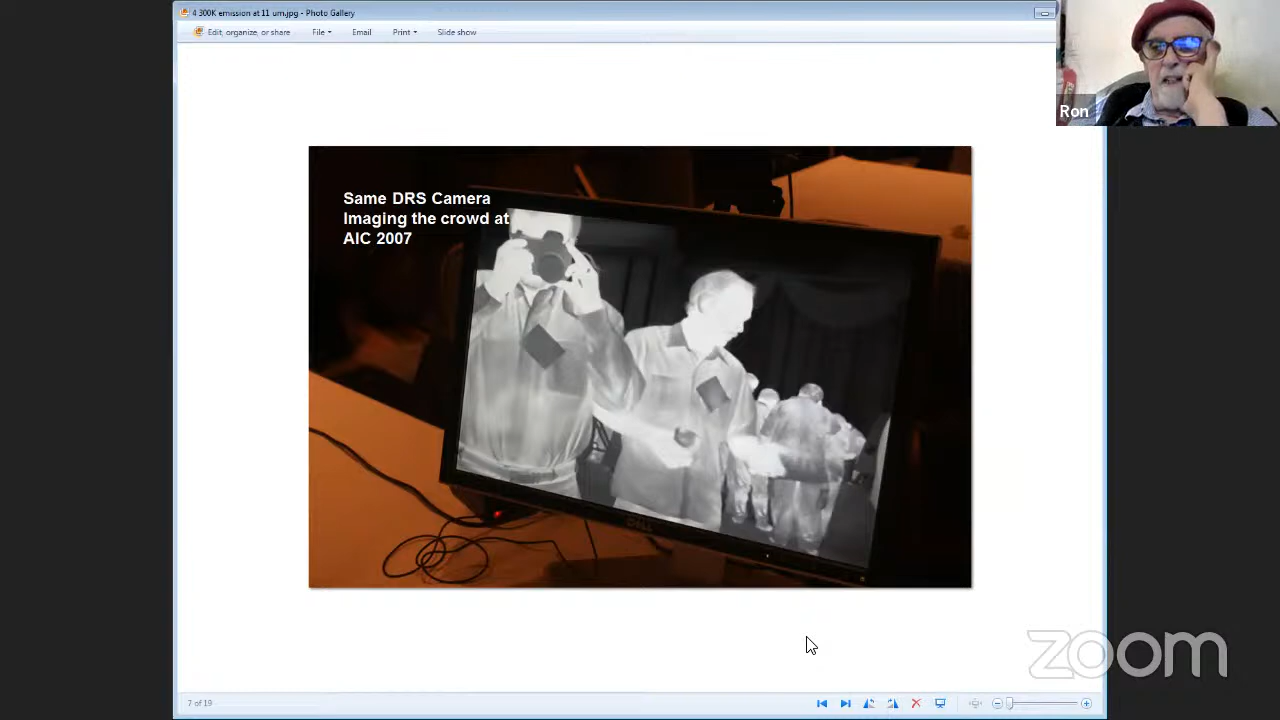 4 300K emission at 11 um.jpg - Photo Gallery
Edit, organize, or share File Email Print Slide show
Ron
Same DRS Camera
Imaging the crowd at
AIC 2007
DELL
zoom
7 of 19